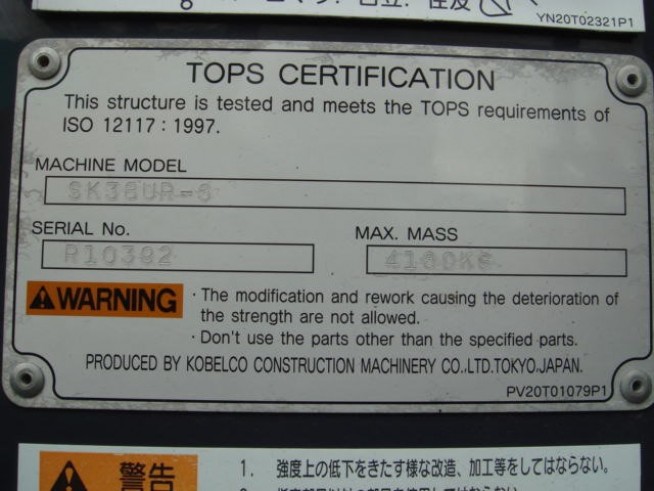 YN20T02321P1
TOPS CERTIFICATION
This structure is tested and meets the TOPS requirements of
ISO 12117 : 1997.
MACHINE MODEL
SERIAL No.
MAX. MASS
WARNING
· The modification and rework causing the deterioration of
the strength are not allowed.
· Don't use the parts other than the specified parts.
PRODUCED BY KOBELCO CONSTRUCTION MACHINERY CO.,LTD.TOKYO.JAPAN.
PV20T01079P1
警告
1. 強度上の低下をきたす様な改造、加工等をしてはならない。